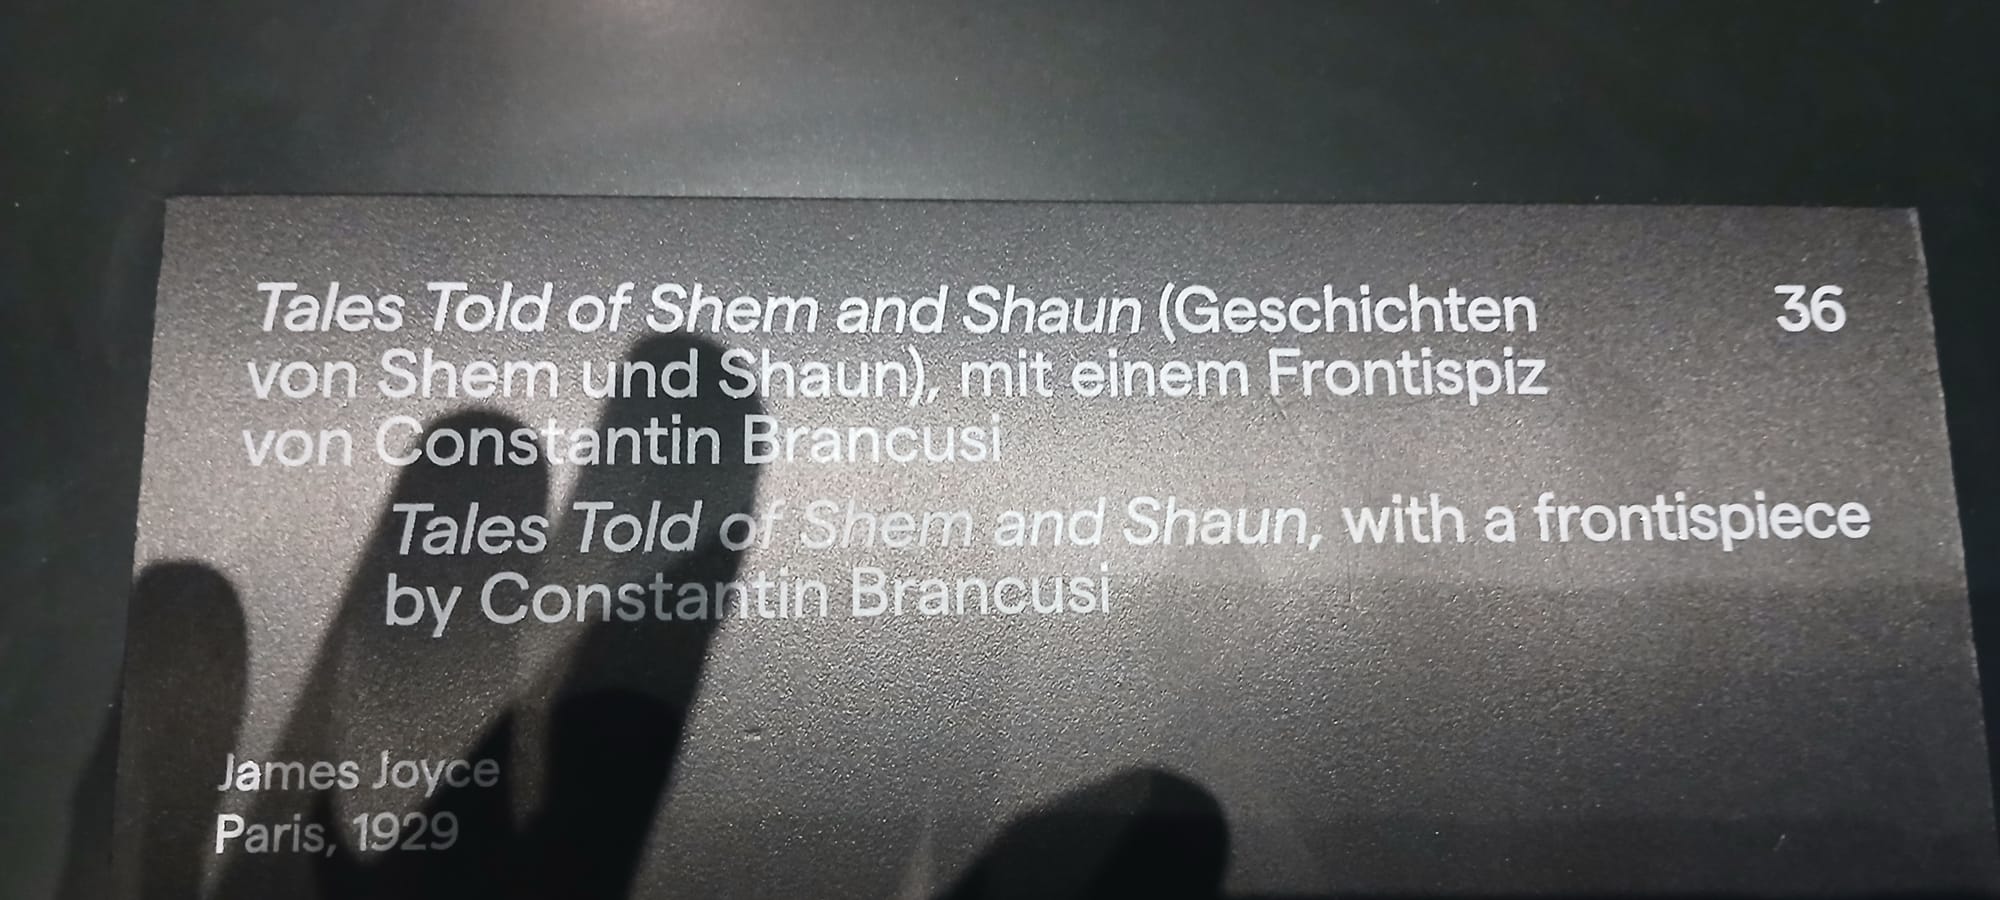 Tales Told of Shem and Shaun (Geschichten 36
von Shem und Shaun), mit einem Frontispiz
von Constantin Brancusi
Tales Told of Shem and Shaun, with a frontispiece
by Constantin Brancusi
James Joyce
Paris, 1929